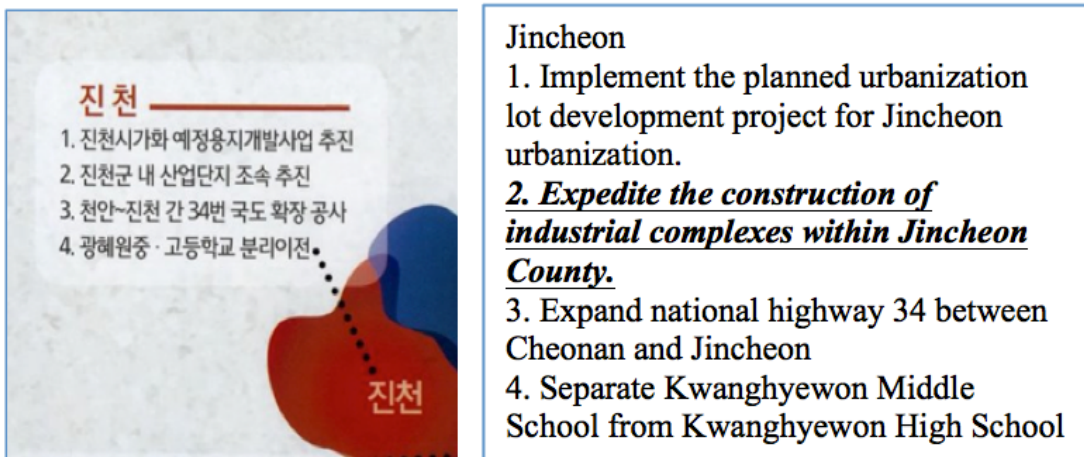 진 천
1. 진천시가화 예정용지개발사업 추진
2. 진천군 내 산업단지 조속 추진
3. 천안~진천 간 34번 국도 확장 공사
4. 광혜원중 · 고등학교 분리이전
진천
Jincheon
1. Implement the planned urbanization
lot development project for Jincheon
urbanization.
2. Expedite the construction of
industrial complexes within Jincheon
County.
3. Expand national highway 34 between
Cheonan and Jincheon
4. Separate Kwanghyewon Middle
School from Kwanghyewon High School